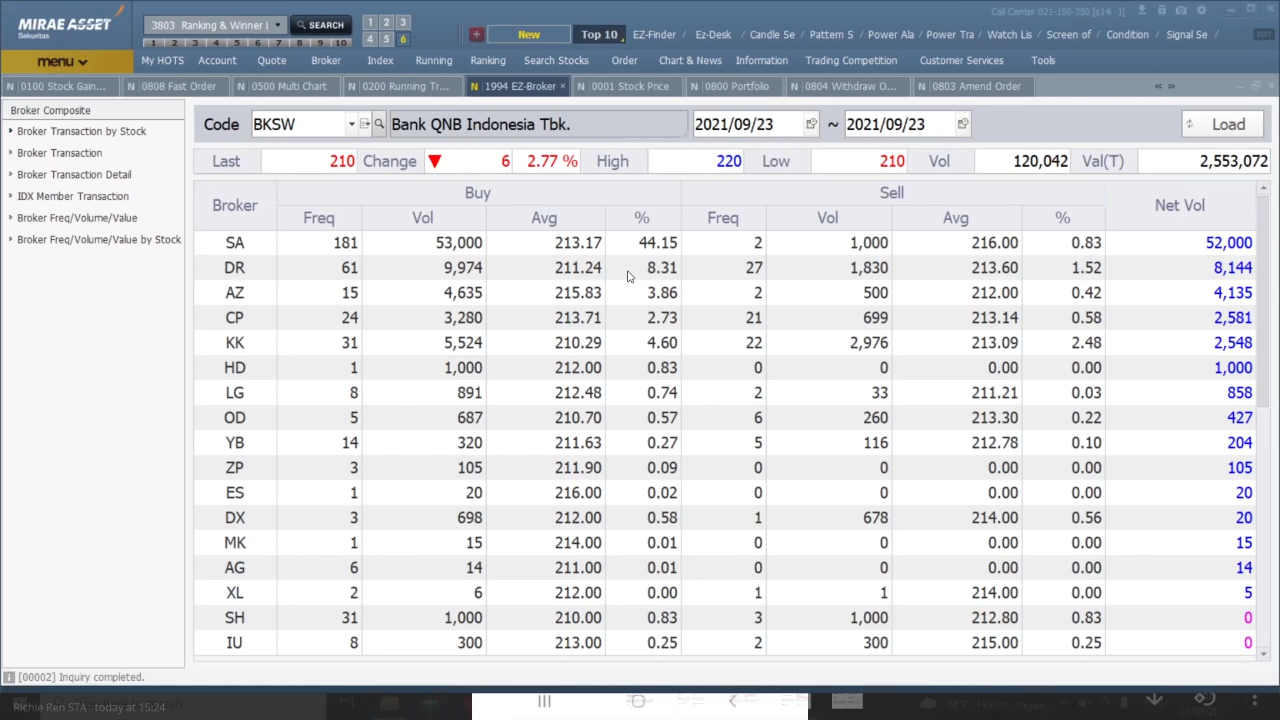 MIRAE ASSET
Sekuritas
3803 Ranking & Winner
SEARCH
1 2 3
4 5 6
1 2 3 4 5 6 7 8 9 10
New
Top 10
EZ-Finder / Ez-Desk / Candle Se / Pattern S / Power Ala / Power Tra / Watch Lis / Screen of / Condition / Signal Se /
menu
My HOTS Account Quote Broker Index Running Ranking Search Stocks Order Chart & News Information Trading Competition Customer Services Tools
N 0100 Stock Gain... N 0808 Fast Order N 0500 Multi Chart N 0200 Running Tr... N 1994 EZ-Broker × N 0001 Stock Price N 0800 Portfolio N 0804 Withdraw O... N 0803 Amend Order « »
Broker Composite
Broker Transaction by Stock
Broker Transaction
Broker Transaction Detail
IDX Member Transaction
Broker Freq/Volume/Value
Broker Freq/Volume/Value by Stock
Code BKSW Bank QNB Indonesia Tbk. 2021/09/23 ~ 2021/09/23 Load
Last 210 Change ▼ 6 2.77 % High 220 Low 210 Vol 120,042 Val(T) 2,553,072
Broker Buy Sell Net Vol
Freq Vol Avg % Freq Vol Avg %
SA 181 53,000 213.17 44.15 2 1,000 216.00 0.83 52,000
DR 61 9,974 211.24 8.31 27 1,830 213.60 1.52 8,144
AZ 15 4,635 215.83 3.86 2 500 212.00 0.42 4,135
CP 24 3,280 213.71 2.73 21 699 213.14 0.58 2,581
KK 31 5,524 210.29 4.60 22 2,976 213.09 2.48 2,548
HD 1 1,000 212.00 0.83 0 0 0.00 0.00 1,000
LG 8 891 212.48 0.74 2 33 211.21 0.03 858
OD 5 687 210.70 0.57 6 260 213.30 0.22 427
YB 14 320 211.63 0.27 5 116 212.78 0.10 204
ZP 3 105 211.90 0.09 0 0 0.00 0.00 105
ES 1 20 216.00 0.02 0 0 0.00 0.00 20
DX 3 698 212.00 0.58 1 678 214.00 0.56 20
MK 1 15 214.00 0.01 0 0 0.00 0.00 15
AG 6 14 211.00 0.01 0 0 0.00 0.00 14
XL 2 6 212.00 0.00 1 1 214.00 0.00 5
SH 31 1,000 210.00 0.83 3 1,000 212.80 0.83 0
IU 8 300 213.00 0.25 2 300 215.00 0.25 0
[00002] Inquiry completed.
Richie Ren STA.. today at 15:24